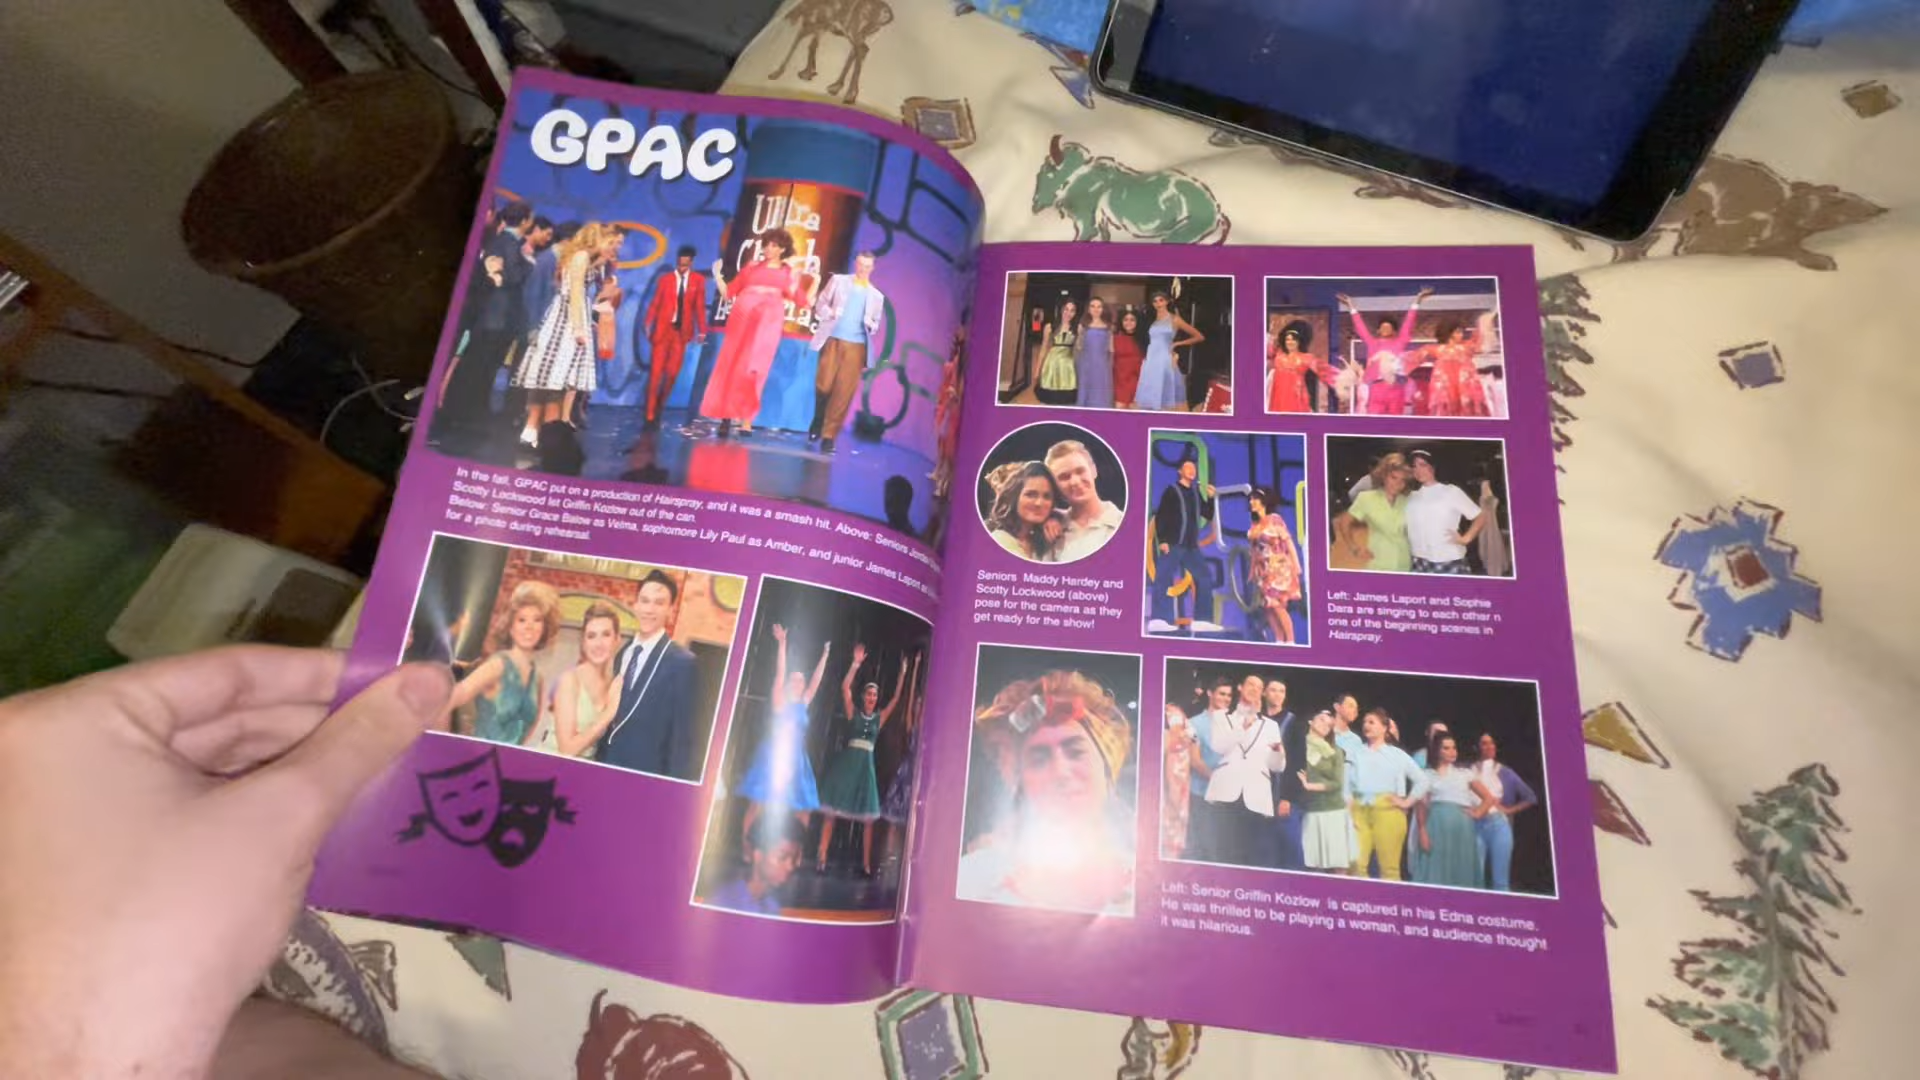 GPAC
Ultra
Clutch
In the fall, GPAC put on a production of Hairspray, and it was a smash hit. Above: Seniors
Scotty Lockwood let Griffin Kozlow out of the can.
Below: Senior Grace Balow as Velma, sophomore Lily Paul as Amber, and junior James Laport as
for a photo during rehearsal.
Seniors Maddy Hardey and
Scotty Lockwood (above)
pose for the camera as they
get ready for the show!
Left: James Laport and Sophie
Dara are singing to each other n
one of the beginning scenes in
Hairspray.
Left: Senior Griffin Kozlow is captured in his Edna costume.
He was thrilled to be playing a woman, and audience thought
it was hilarious.